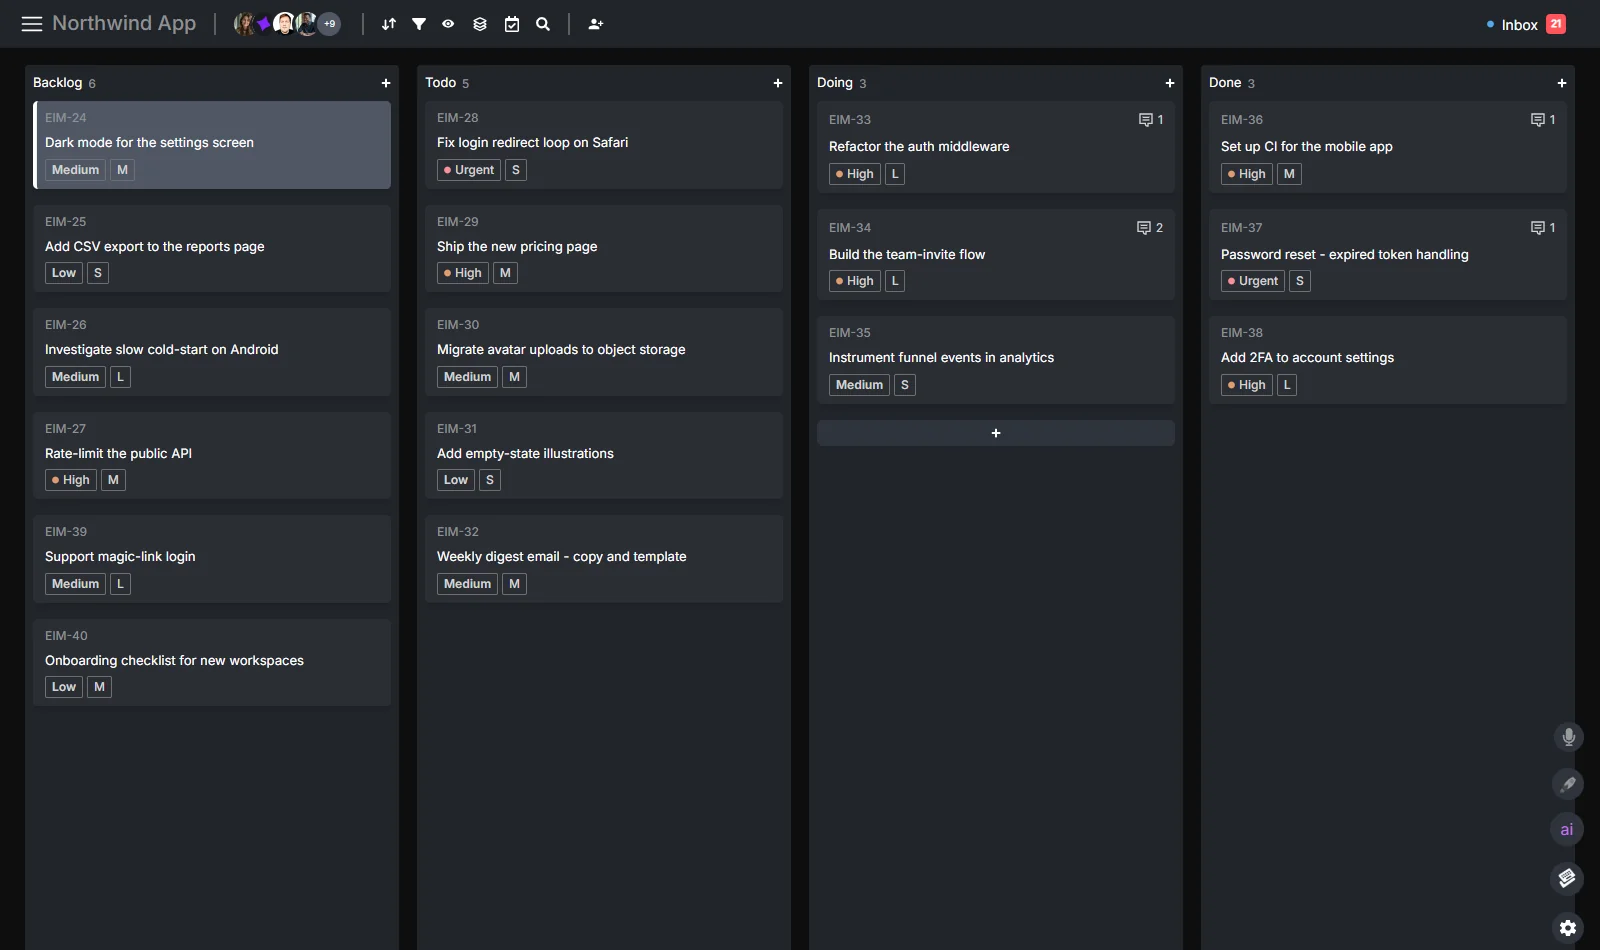 Northwind App
+9
Inbox 21
Backlog 6
EIM-24
Dark mode for the settings screen
Medium M
EIM-25
Add CSV export to the reports page
Low S
EIM-26
Investigate slow cold-start on Android
Medium L
EIM-27
Rate-limit the public API
High M
EIM-39
Support magic-link login
Medium L
EIM-40
Onboarding checklist for new workspaces
Low M
Todo 5
EIM-28
Fix login redirect loop on Safari
Urgent S
EIM-29
Ship the new pricing page
High M
EIM-30
Migrate avatar uploads to object storage
Medium M
EIM-31
Add empty-state illustrations
Low S
EIM-32
Weekly digest email - copy and template
Medium M
Doing 3
EIM-33 1
Refactor the auth middleware
High L
EIM-34 2
Build the team-invite flow
High L
EIM-35
Instrument funnel events in analytics
Medium S
Done 3
EIM-36 1
Set up CI for the mobile app
High M
EIM-37 1
Password reset - expired token handling
Urgent S
EIM-38
Add 2FA to account settings
High L
ai